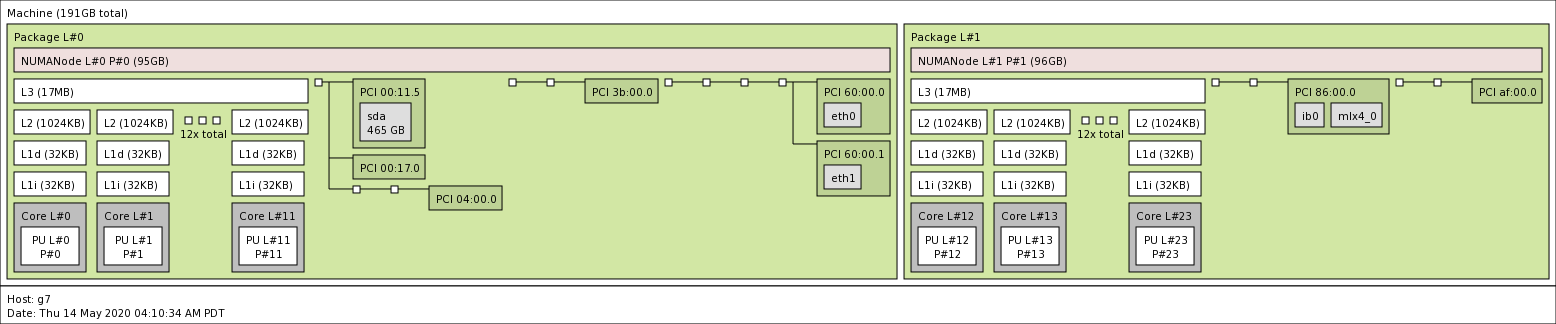 Machine (191GB total)
Package L#0
NUMANode L#0 P#0 (95GB)
L3 (17MB)
L2 (1024KB) L2 (1024KB) 12x total L2 (1024KB)
L1d (32KB) L1d (32KB) L1d (32KB)
L1i (32KB) L1i (32KB) L1i (32KB)
Core L#0 Core L#1 Core L#11
PU L#0 PU L#1 PU L#11
P#0 P#1 P#11
PCI 00:11.5
sda
465 GB
PCI 00:17.0
PCI 04:00.0
PCI 3b:00.0
PCI 60:00.0
eth0
PCI 60:00.1
eth1
Package L#1
NUMANode L#1 P#1 (96GB)
L3 (17MB)
L2 (1024KB) L2 (1024KB) 12x total L2 (1024KB)
L1d (32KB) L1d (32KB) L1d (32KB)
L1i (32KB) L1i (32KB) L1i (32KB)
Core L#12 Core L#13 Core L#23
PU L#12 PU L#13 PU L#23
P#12 P#13 P#23
PCI 86:00.0
ib0 mlx4_0
PCI af:00.0
Host: g7
Date: Thu 14 May 2020 04:10:34 AM PDT